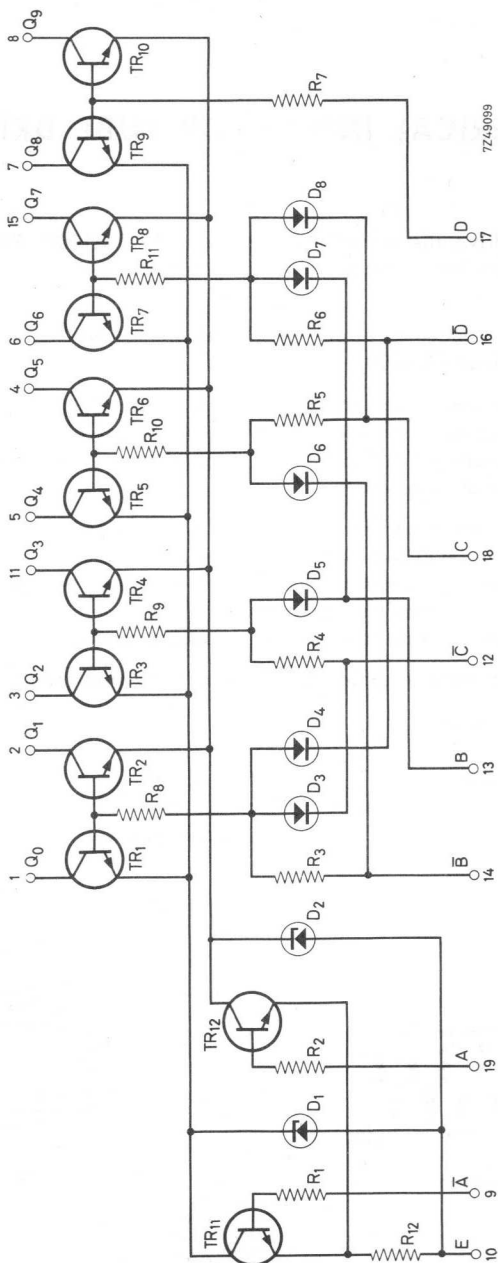 1 Q0
2 Q1
3 Q2
11 Q3
5 Q4
4 Q5
6 Q6
15 Q7
7 Q8
8 Q9
TR1
TR2
TR3
TR4
TR5
TR6
TR7
TR8
TR9
TR10
R8
R9
R10
R11
TR11
TR12
D1
D2
R1
R2
R3
D3
D4
R4
D5
D6
R5
R6
D7
D8
R7
R12
E
A̅
A
B̅
B
C̅
C
D̅
D
10
9
19
14
13
12
18
16
17
7Z49099